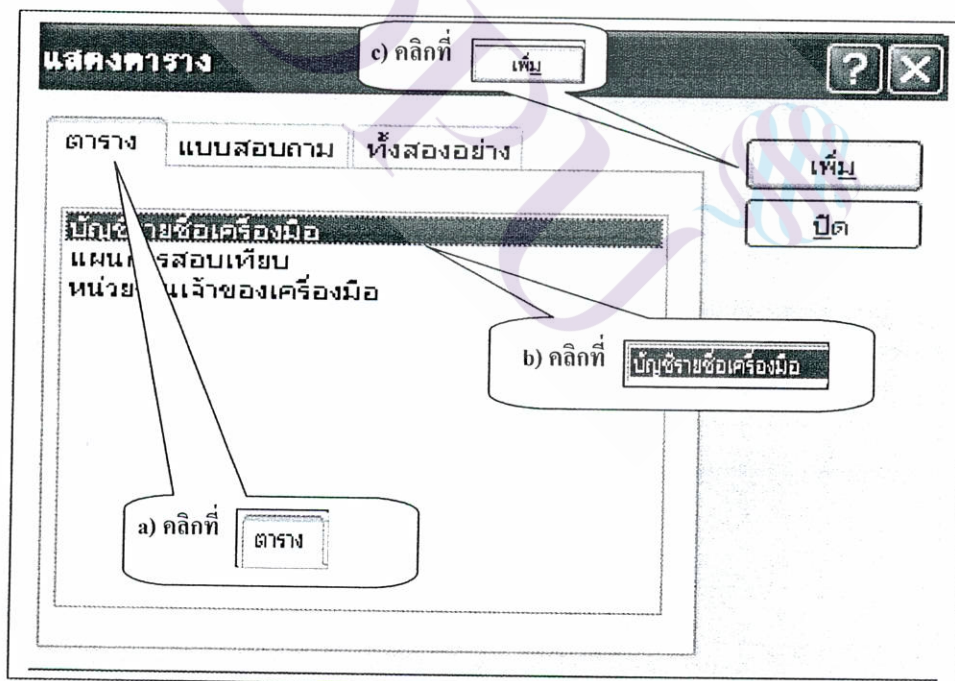 แสดงตาราง
c) คลิกที่ เพิ่ม
ตาราง แบบสอบถาม ทั้งสองอย่าง
เพิ่ม
ปิด
บัญชีรายชื่อเครื่องมือ
แผนการสอบเทียบ
หน่วยงานเจ้าของเครื่องมือ
b) คลิกที่ บัญชีรายชื่อเครื่องมือ
a) คลิกที่ ตาราง